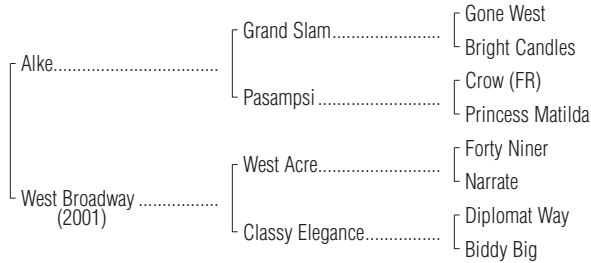 Gone West
Grand Slam....................
Bright Candles
Alke................................
Crow (FR)
Pasampsi.......................
Princess Matilda
Forty Niner
West Acre.......................
Narrate
West Broadway ................
(2001)
Diplomat Way
Classy Elegance..............
Biddy Big